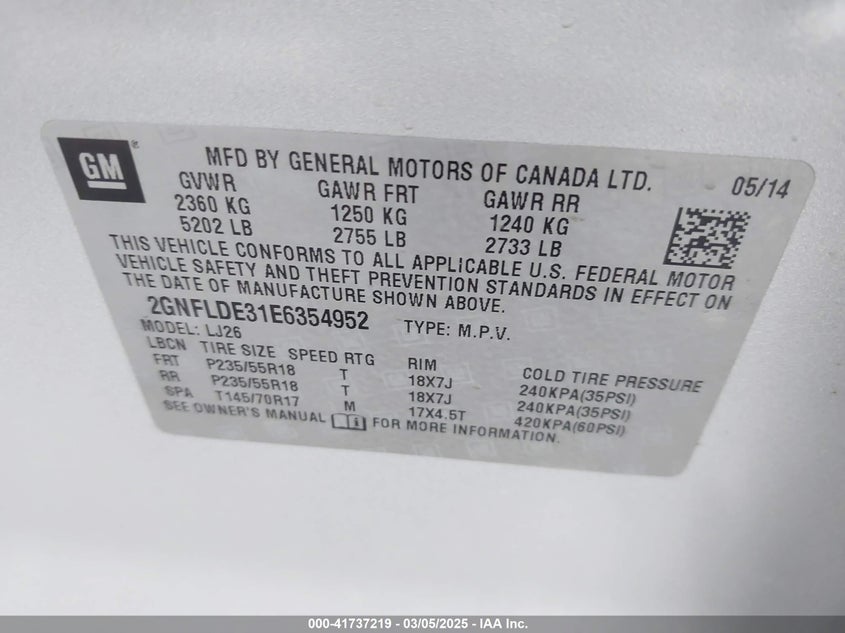 GM®
MFD BY GENERAL MOTORS OF CANADA LTD.
05/14
GVWR GAWR FRT GAWR RR
2360 KG 1250 KG 1240 KG
5202 LB 2755 LB 2733 LB
THIS VEHICLE CONFORMS TO ALL APPLICABLE U.S. FEDERAL MOTOR
VEHICLE SAFETY AND THEFT PREVENTION STANDARDS IN EFFECT ON
THE DATE OF MANUFACTURE SHOWN ABOVE.
2GNFLDE31E6354952 TYPE: M.P.V.
MODEL: LJ26
LBCN TIRE SIZE SPEED RTG RIM COLD TIRE PRESSURE
FRT P235/55R18 T 18X7J 240KPA(35PSI)
RR P235/55R18 T 18X7J 240KPA(35PSI)
SPA T145/70R17 M 17X4.5T 420KPA(60PSI)
SEE OWNER'S MANUAL FOR MORE INFORMATION.
000-41737219 - 03/05/2025 - IAA Inc.